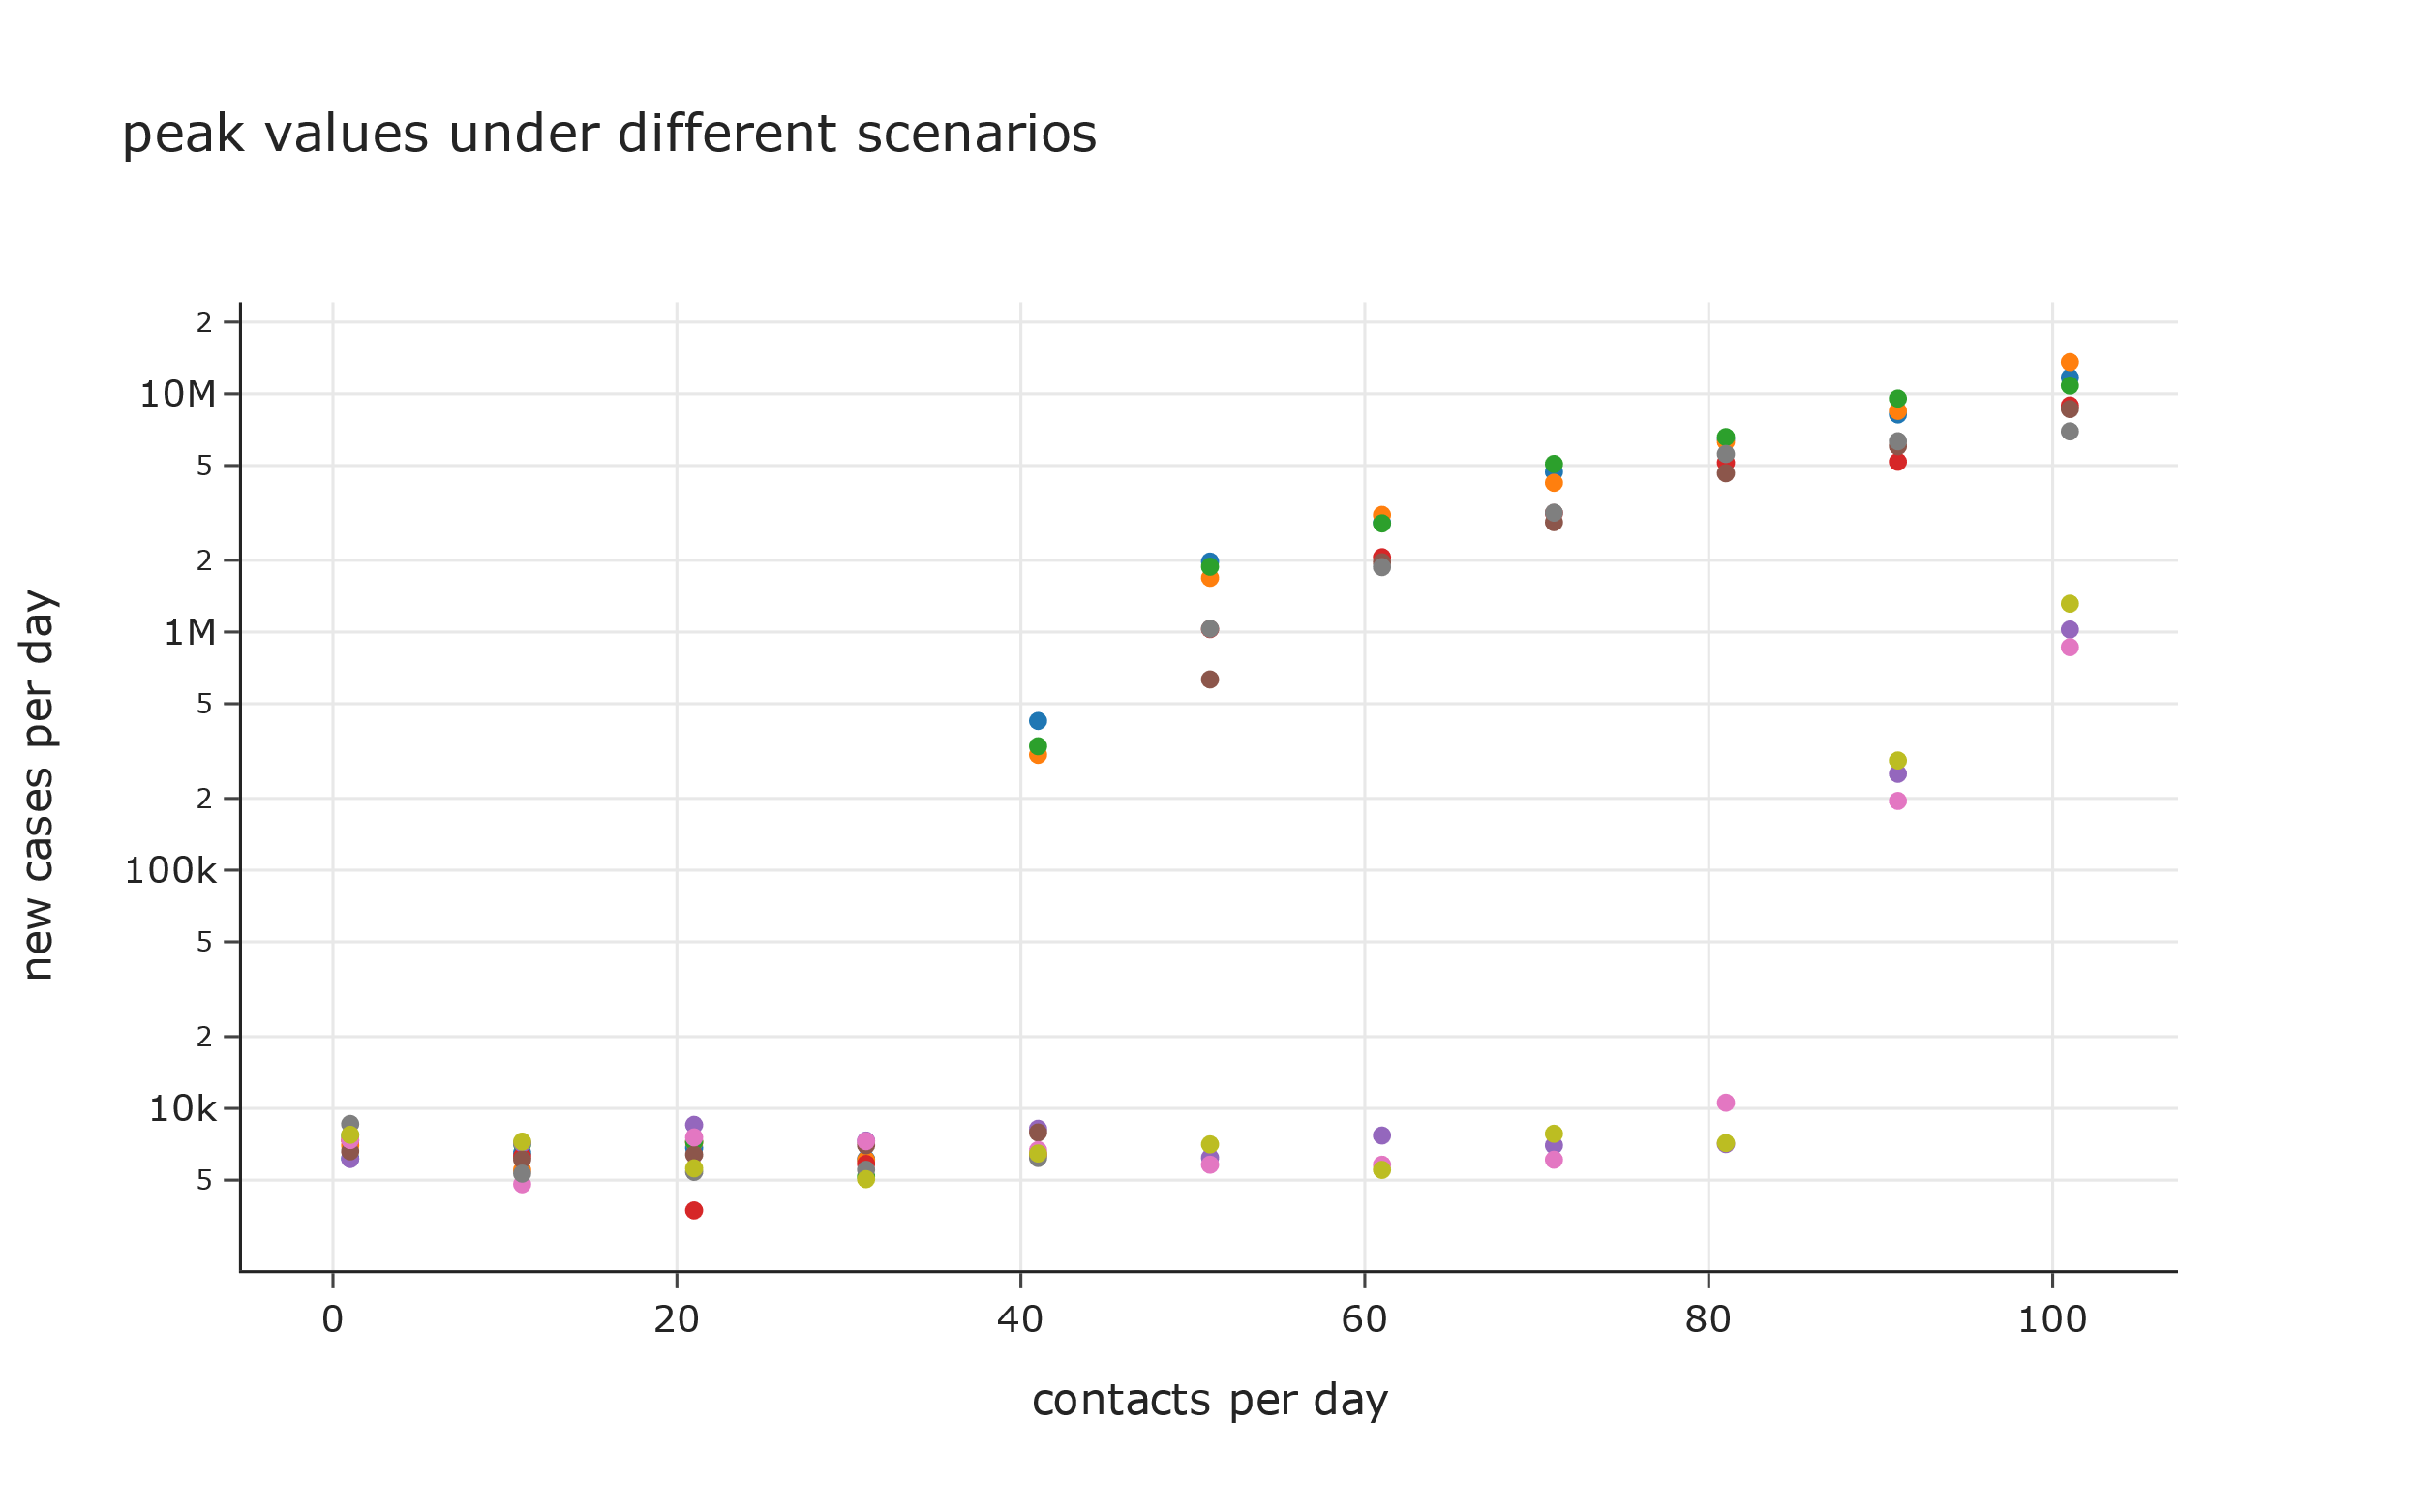 peak values under different scenarios
2
10M
5
2
1M
5
2
100k
5
2
10k
5
new cases per day
0 20 40 60 80 100
contacts per day